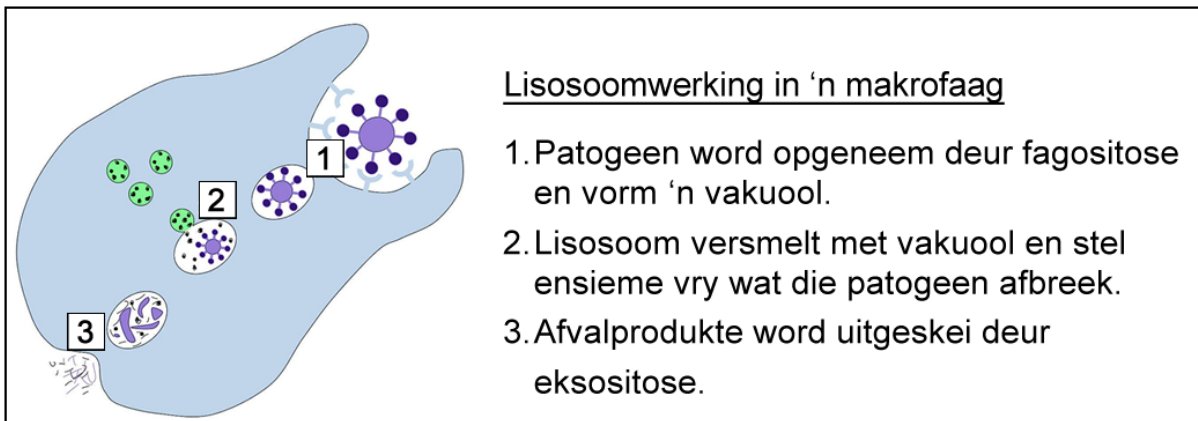 Lisosoomwerking in ‘n makrofaag
1. Patogeen word opgeneem deur fagositose
en vorm ‘n vakuool.
2. Lisosoom versmelt met vakuool en stel
ensieme vry wat die patogeen afbreek.
3. Afvalprodukte word uitgeskei deur
eksositose.
1
2
3